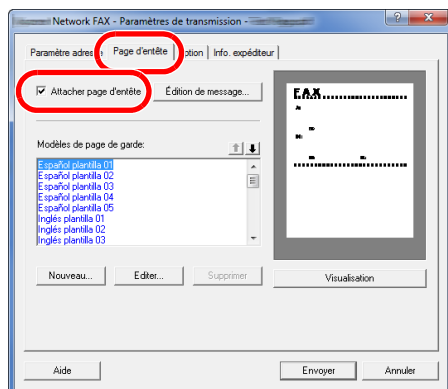 Network FAX - Paramètres de transmission -
Paramètre adresse Page d'entête Option Info. expéditeur
Attacher page d'entête Édition de message...
FAX
Modèles de page de garde:
Español plantilla 01
Español plantilla 02
Español plantilla 03
Español plantilla 04
Español plantilla 05
Inglés plantilla 01
Inglés plantilla 02
Inglés plantilla 03
Nouveau... Editer... Supprimer Visualisation
Aide Envoyer Annuler